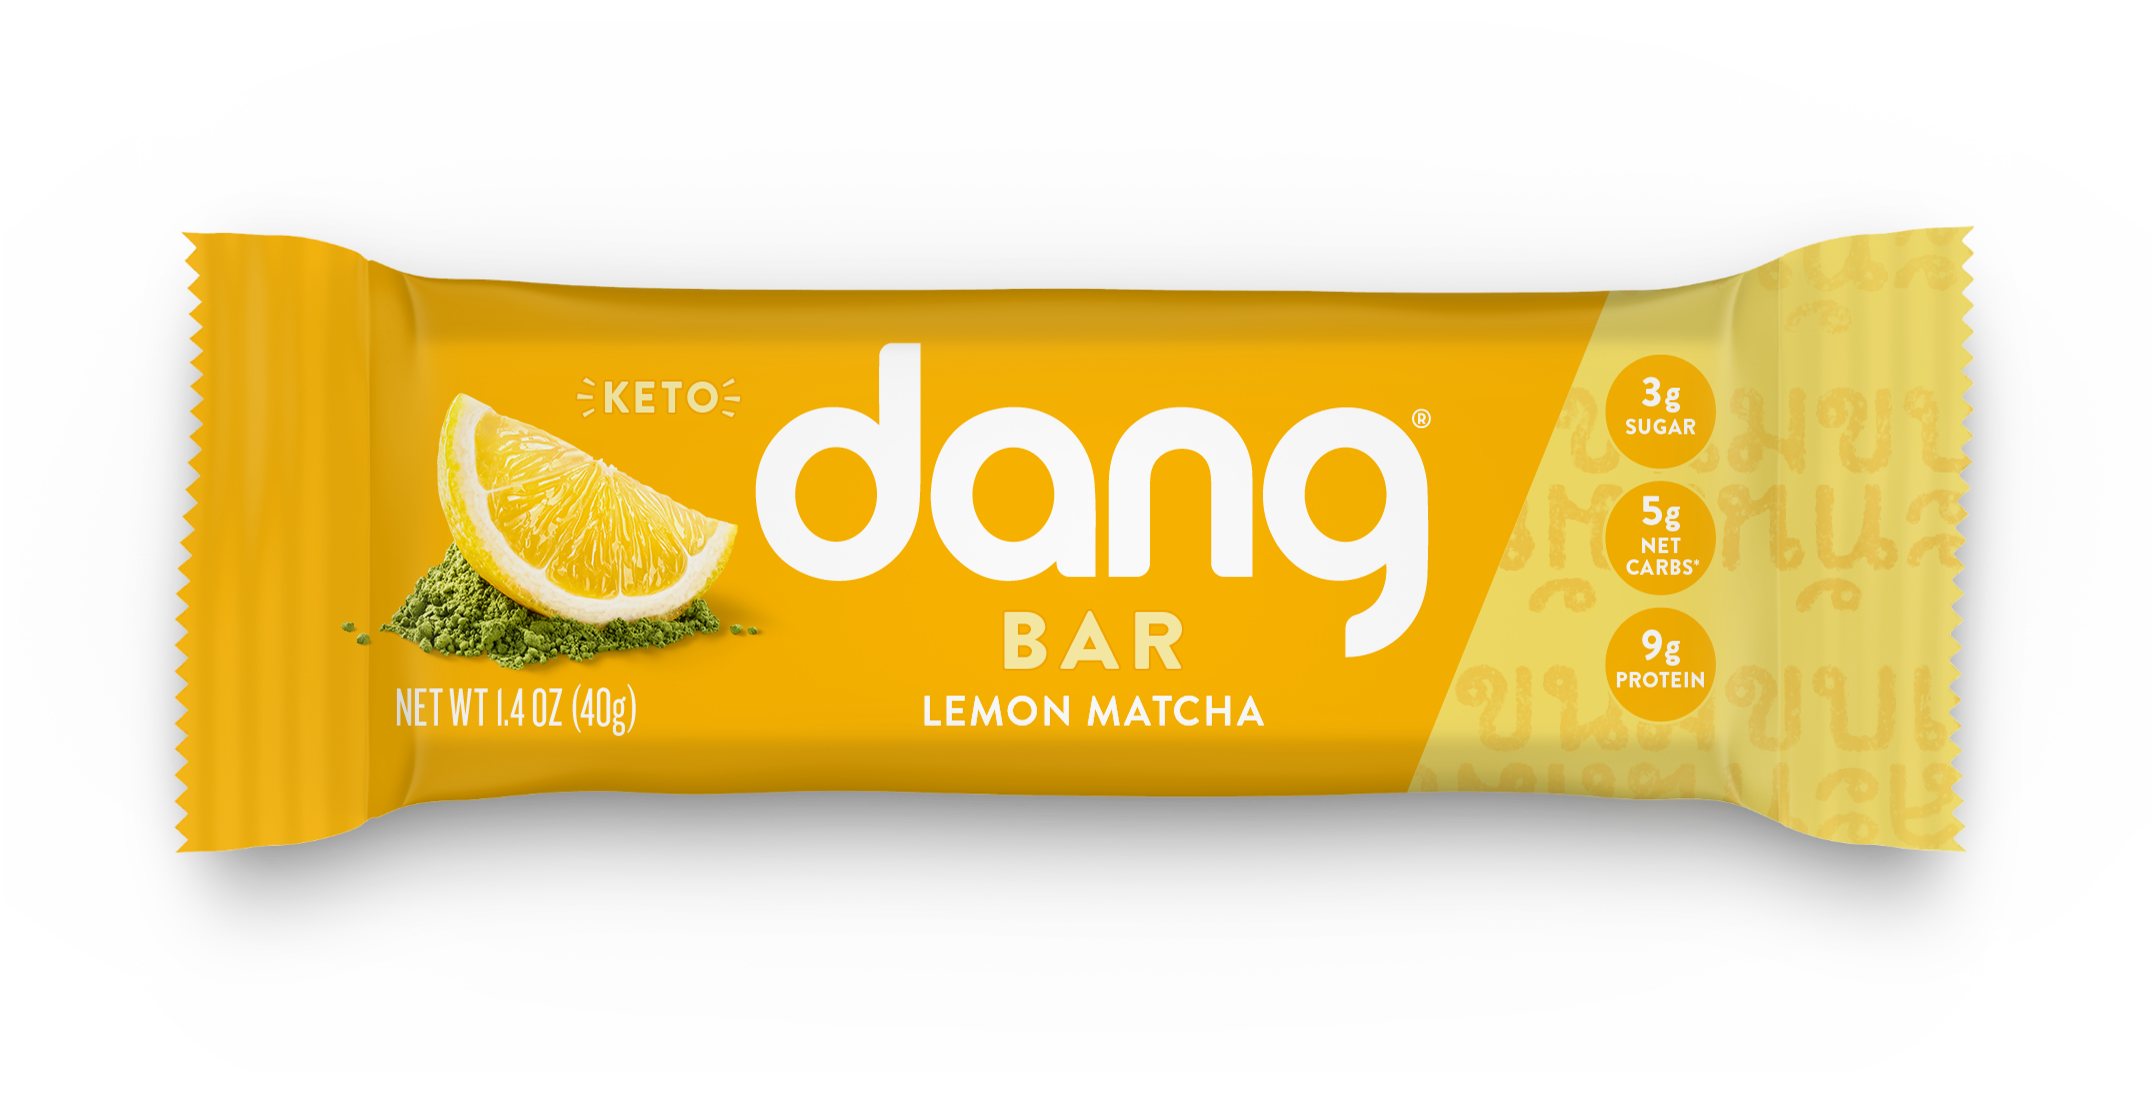 KETO
dang®
BAR
LEMON MATCHA
NET WT 1.4 OZ (40g)
3g
SUGAR
5g
NET
CARBS*
9g
PROTEIN